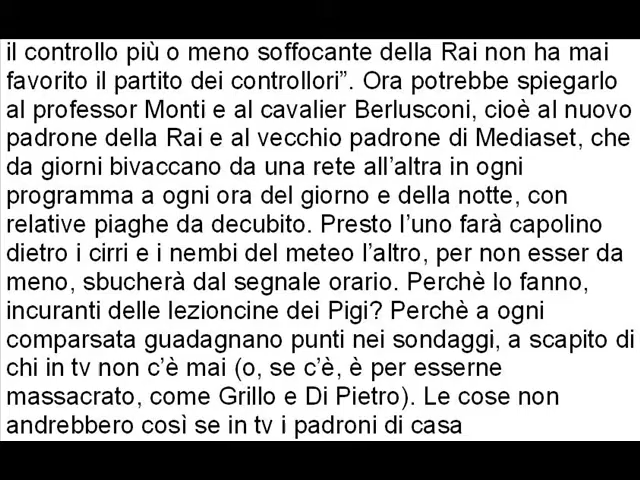 il controllo più o meno soffocante della Rai non ha mai
favorito il partito dei controllori”. Ora potrebbe spiegarlo
al professor Monti e al cavalier Berlusconi, cioè al nuovo
padrone della Rai e al vecchio padrone di Mediaset, che
da giorni bivaccano da una rete all’altra in ogni
programma a ogni ora del giorno e della notte, con
relative piaghe da decubito. Presto l’uno farà capolino
dietro i cirri e i nembi del meteo l’altro, per non esser da
meno, sbucherà dal segnale orario. Perchè lo fanno,
incuranti delle lezioncine dei Pigi? Perchè a ogni
comparsata guadagnano punti nei sondaggi, a scapito di
chi in tv non c’è mai (o, se c’è, è per esserne
massacrato, come Grillo e Di Pietro). Le cose non
andrebbero così se in tv i padroni di casa